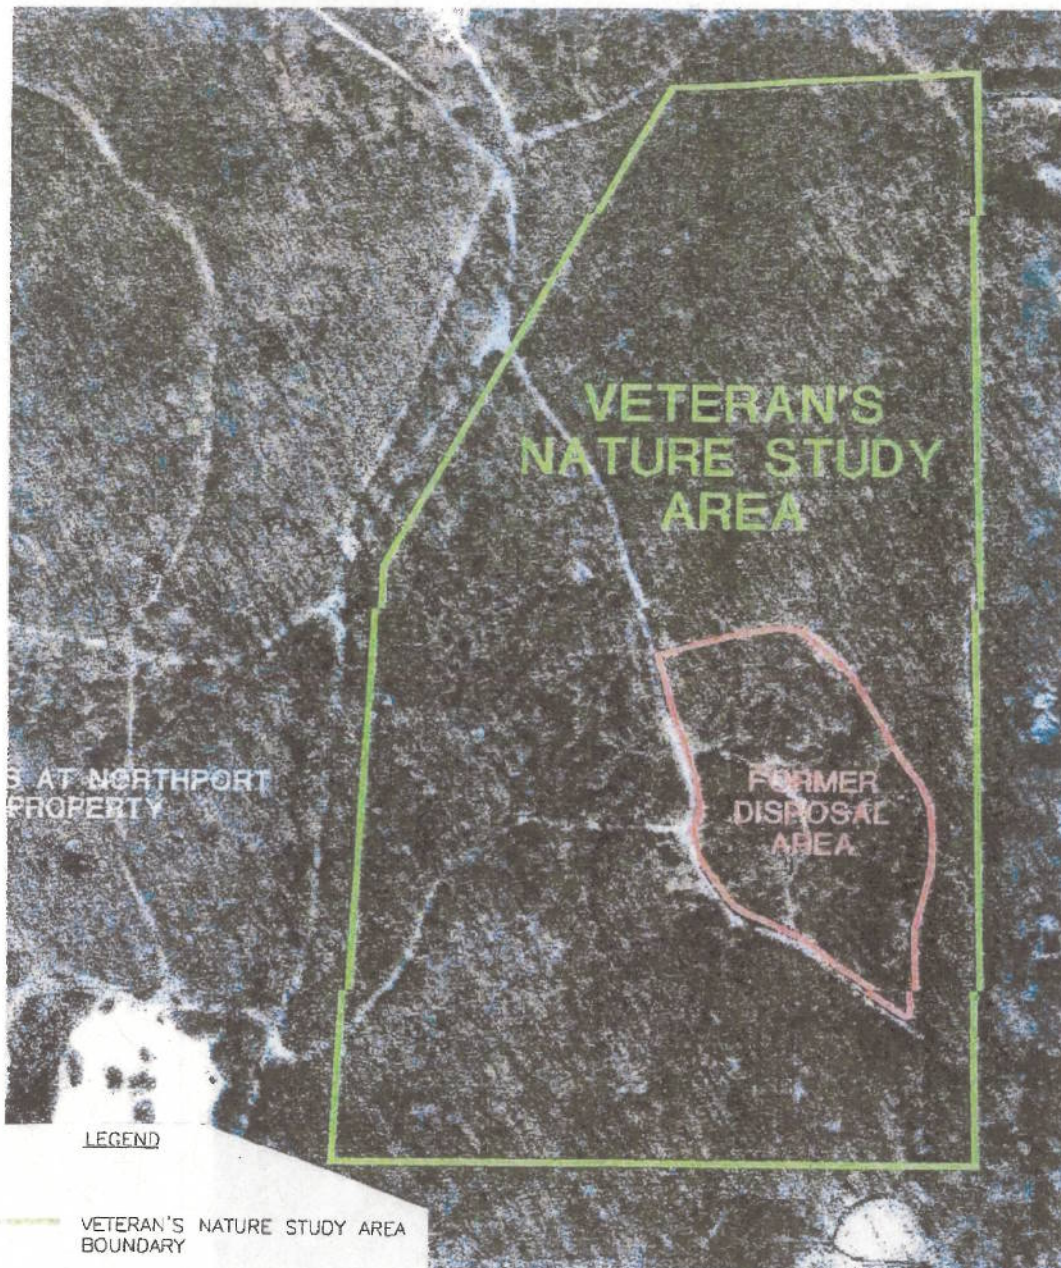 VETERAN'S
NATURE STUDY
AREA
S AT NORTHPORT
PROPERTY
FORMER
DISPOSAL
AREA
LEGEND
VETERAN'S NATURE STUDY AREA
BOUNDARY